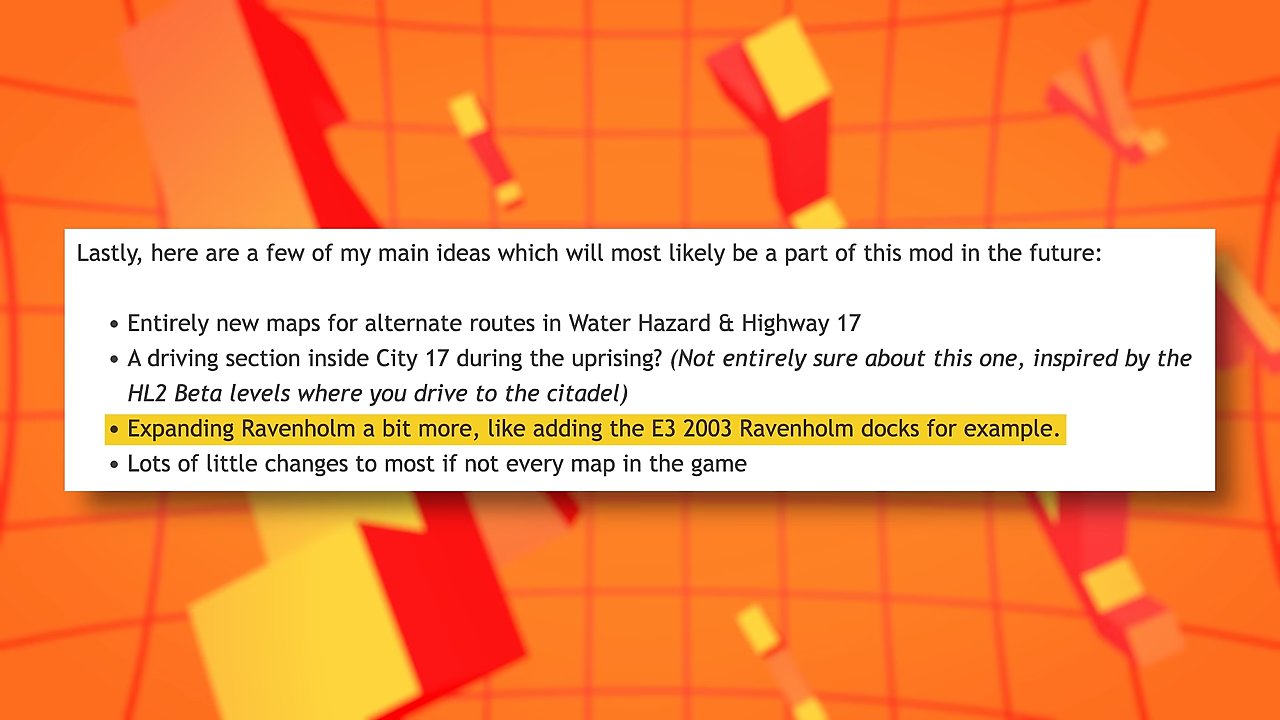 Lastly, here are a few of my main ideas which will most likely be a part of this mod in the future:
• Entirely new maps for alternate routes in Water Hazard & Highway 17
• A driving section inside City 17 during the uprising? (Not entirely sure about this one, inspired by the
HL2 Beta levels where you drive to the citadel)
• Expanding Ravenholm a bit more, like adding the E3 2003 Ravenholm docks for example.
• Lots of little changes to most if not every map in the game